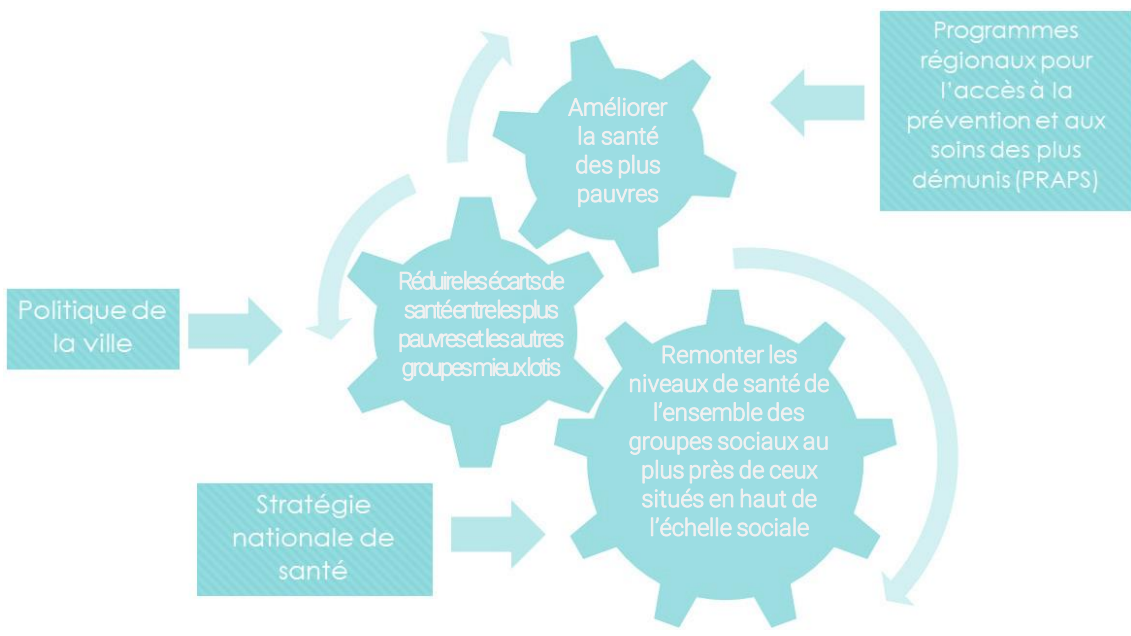 Programmes
régionaux pour
l'accès à la
prévention et aux
soins des plus
démunis (PRAPS)
Améliorer
la santé
des plus
pauvres
Politique de
la ville
Réduire les écarts de
santé entre les plus
pauvres et les autres
groupes mieux lotis
Remonter les
niveaux de santé de
l'ensemble des
groupes sociaux au
plus près de ceux
situés en haut de
l'échelle sociale
Stratégie
nationale de
santé